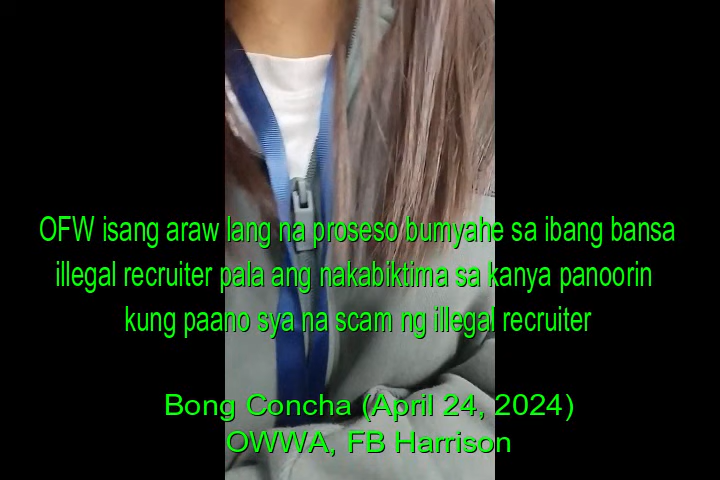 OFW isang araw lang na proseso bumyahe sa ibang bansa
illegal recruiter pala ang nakabiktima sa kanya panoorin
kung paano sya na scam ng illegal recruiter
Bong Concha (April 24, 2024)
OWWA, FB Harrison